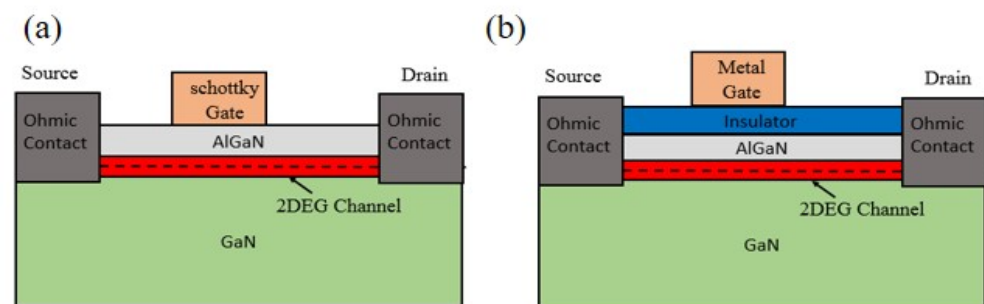 (a)
Source
Drain
schottky
Gate
Ohmic
Contact
AlGaN
Ohmic
Contact
2DEG Channel
GaN
(b)
Source
Drain
Metal
Gate
Ohmic
Contact
Insulator
AlGaN
Ohmic
Contact
2DEG Channel
GaN